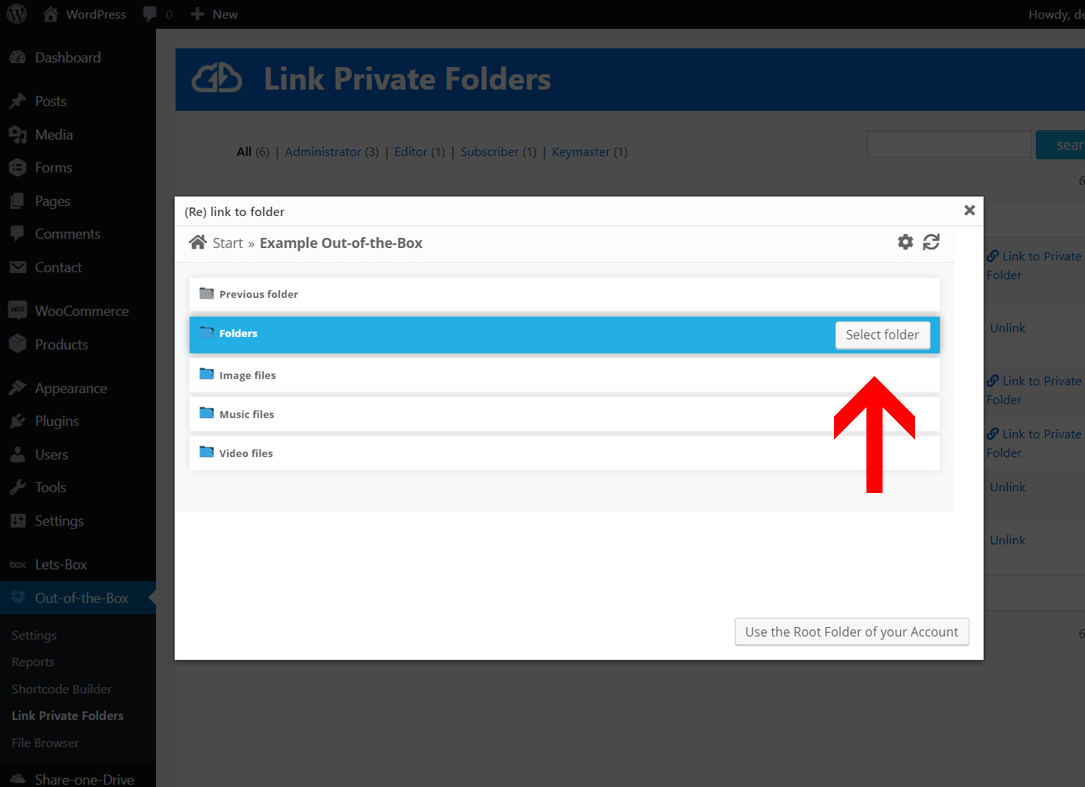 WordPress 0 New Howdy, de
Dashboard
Posts
Media
Forms
Pages
Comments
Contact
WOO WooCommerce
Products
Appearance
Plugins
Users
Tools
Settings
box Lets-Box
Out-of-the-Box
Settings
Reports
Shortcode Builder
Link Private Folders
File Browser
Share-one-Drive
Link Private Folders
All (6) | Administrator (3) | Editor (1) | Subscriber (1) | Keymaster (1)
sear
6
(Re) link to folder
Start » Example Out-of-the-Box
Previous folder
Folders Select folder
Image files
Music files
Video files
Use the Root Folder of your Account
Link to Private
Folder
Unlink
Link to Private
Folder
Link to Private
Folder
Unlink
Unlink
6